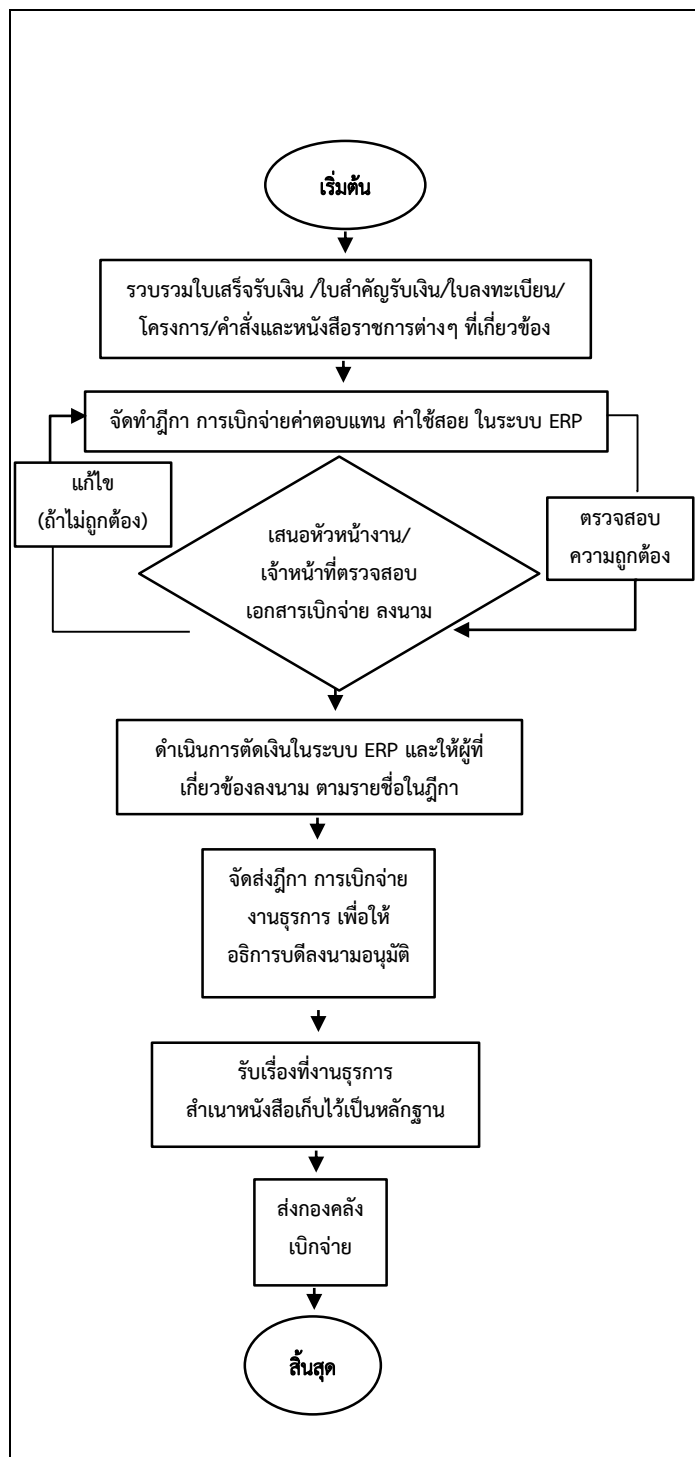 เริ่มต้น
รวบรวมใบเสร็จรับเงิน /ใบสำคัญรับเงิน/ใบลงทะเบียน/
โครงการ/คำสั่งและหนังสือราชการต่างๆ ที่เกี่ยวข้อง
จัดทำฎีกา การเบิกจ่ายค่าตอบแทน ค่าใช้สอย ในระบบ ERP
แก้ไข
(ถ้าไม่ถูกต้อง)
เสนอหัวหน้างาน/
เจ้าหน้าที่ตรวจสอบ
เอกสารเบิกจ่าย ลงนาม
ตรวจสอบ
ความถูกต้อง
ดำเนินการตัดเงินในระบบ ERP และให้ผู้ที่
เกี่ยวข้องลงนาม ตามรายชื่อในฎีกา
จัดส่งฎีกา การเบิกจ่าย
งานธุรการ เพื่อให้
อธิการบดีลงนามอนุมัติ
รับเรื่องที่งานธุรการ
สำเนาหนังสือเก็บไว้เป็นหลักฐาน
ส่งกองคลัง
เบิกจ่าย
สิ้นสุด